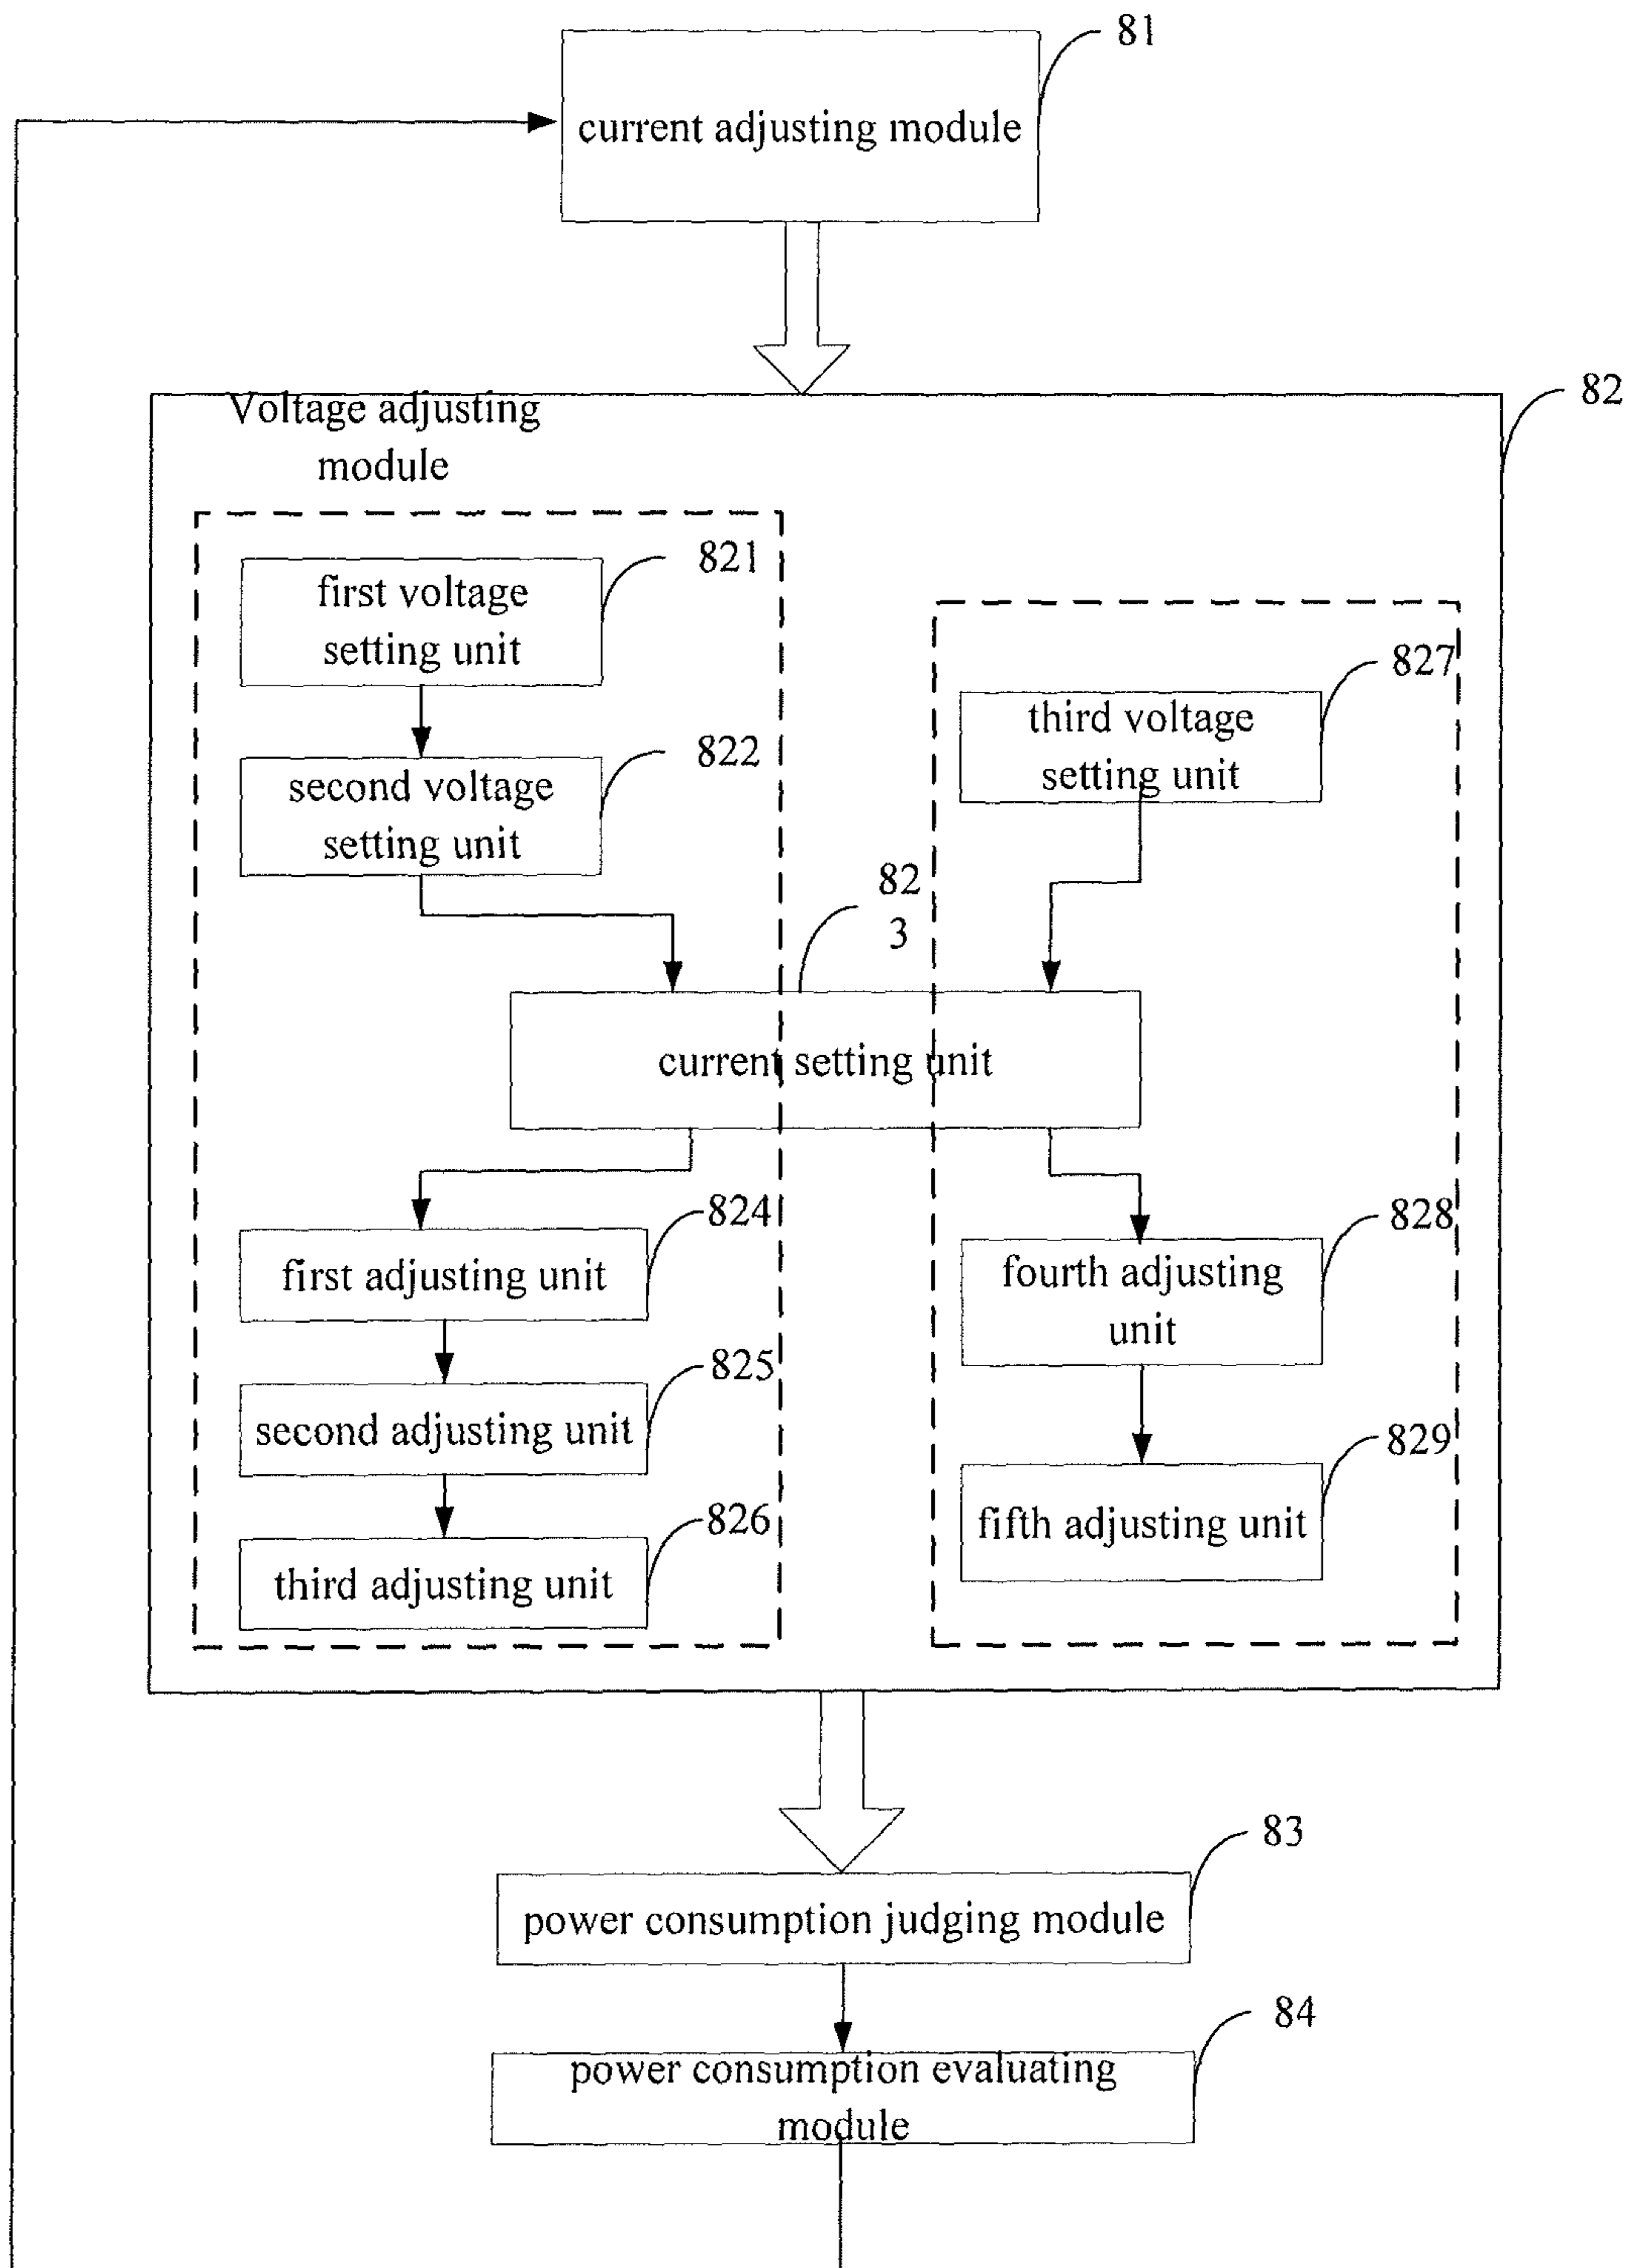 81
current adjusting module
82
Voltage adjusting
module
821
first voltage
setting unit
822
second voltage
setting unit
827
third voltage
setting unit
82
3
current setting unit
824
first adjusting unit
825
second adjusting unit
826
third adjusting unit
828
fourth adjusting
unit
829
fifth adjusting unit
83
power consumption judging module
84
power consumption evaluating
module